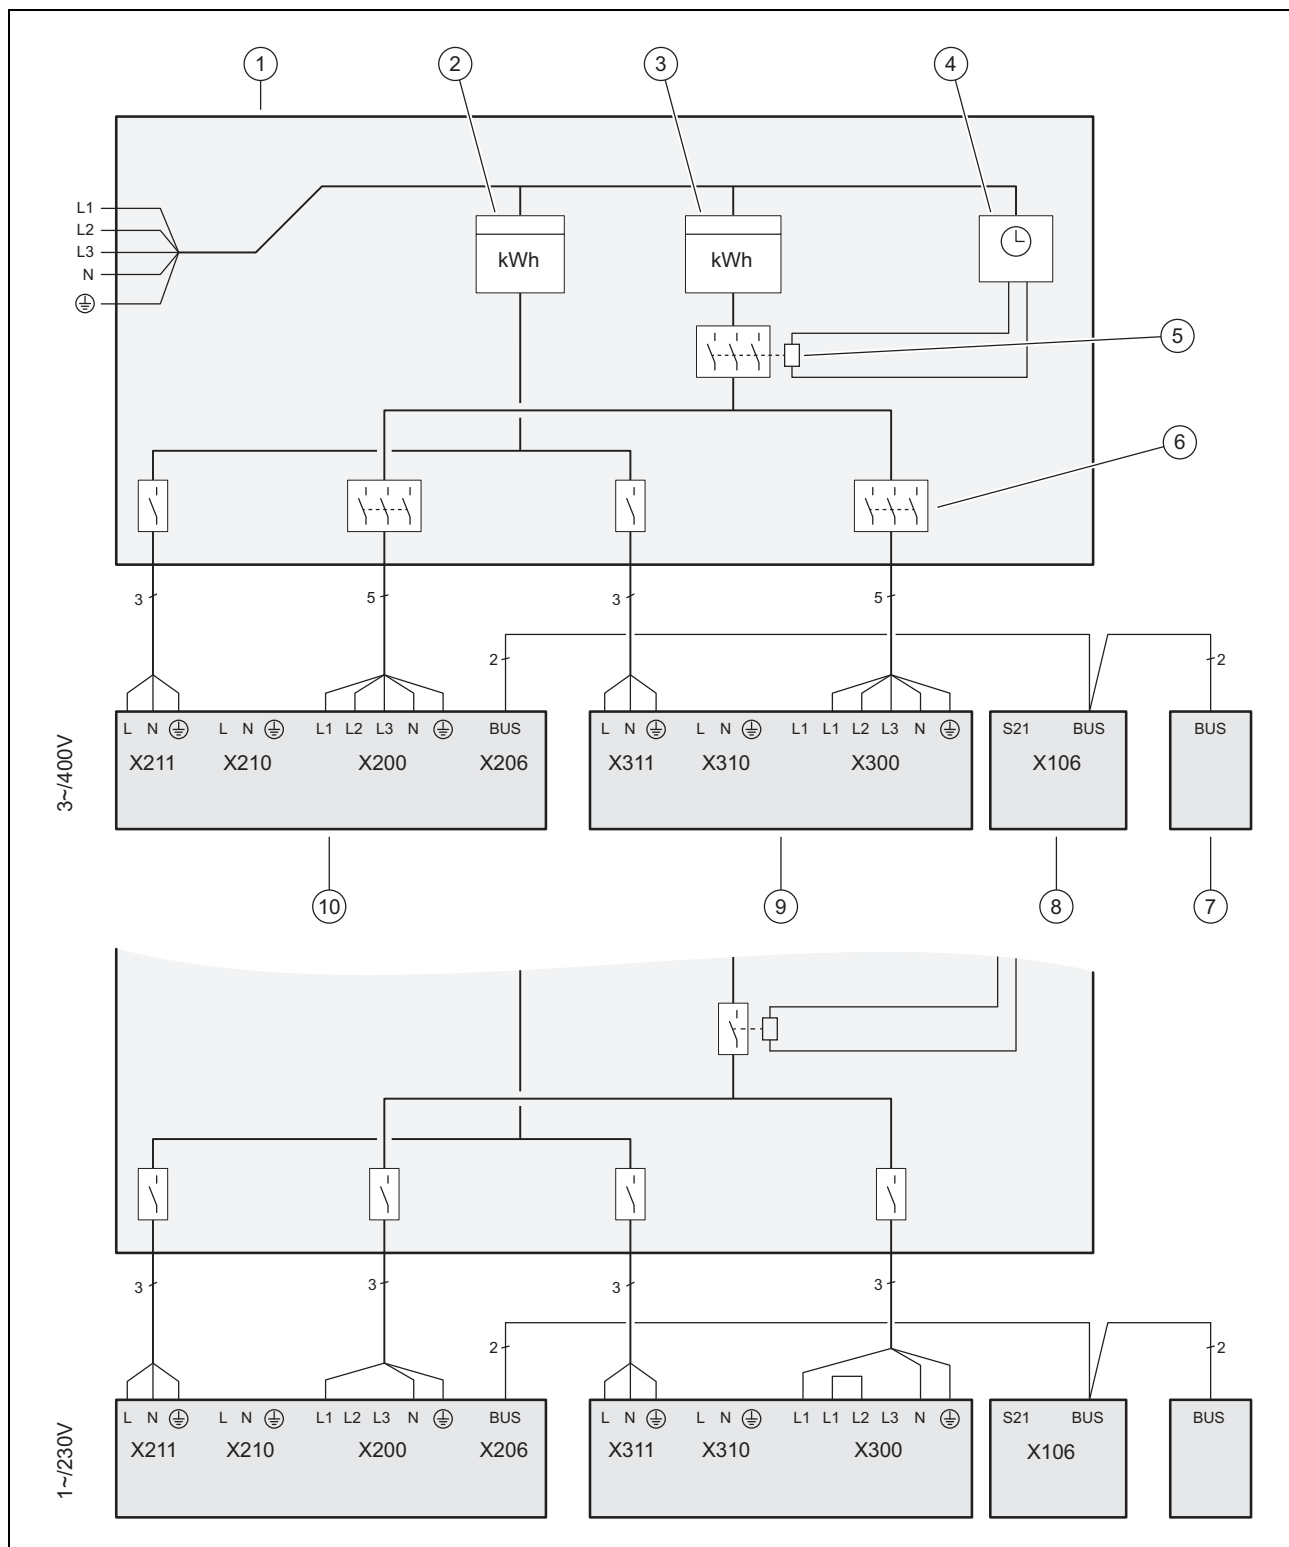 1 2 3 4
L1
L2
L3
N
kWh kWh
5
6
3 5 3 5
2 2
3~/400V
L N L N L1 L2 L3 N BUS L N L N L1 L1 L2 L3 N S21 BUS BUS
X211 X210 X200 X206 X311 X310 X300 X106
10 9 8 7
3 3 3 3
2 2
1~/230V
L N L N L1 L2 L3 N BUS L N L N L1 L1 L2 L3 N S21 BUS BUS
X211 X210 X200 X206 X311 X310 X300 X106